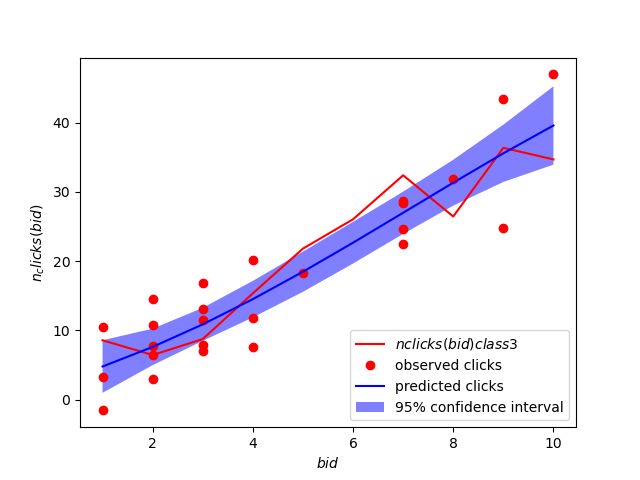 40
30
20
10
0
n_clicks(bid)
nclicks(bid)class3
observed clicks
predicted clicks
95% confidence interval
2 4 6 8 10
bid